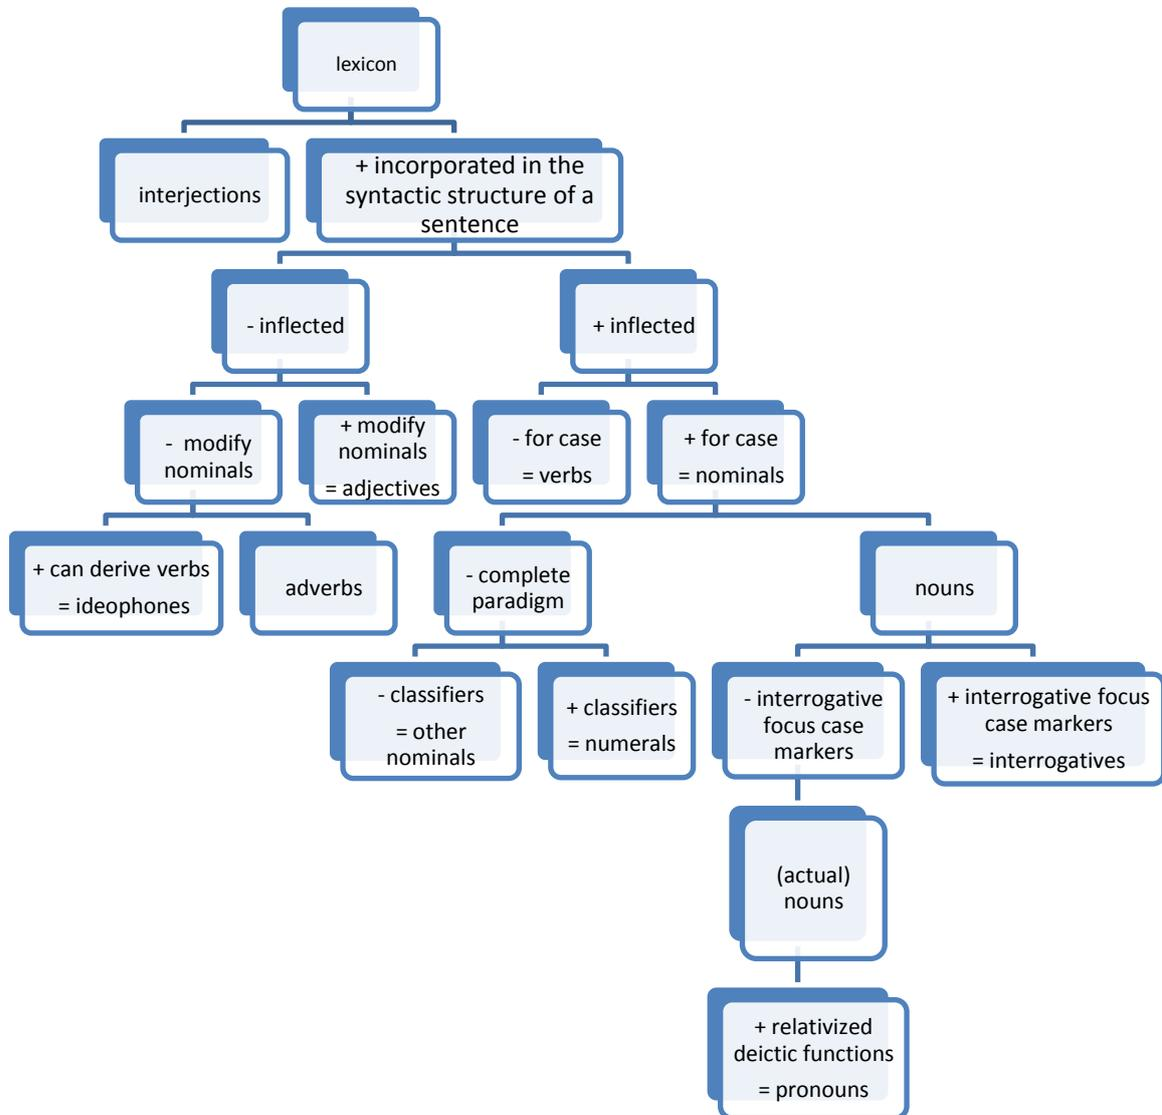 lexicon
interjections
+ incorporated in the
syntactic structure of a
sentence
- inflected
+ inflected
- modify
nominals
+ modify
nominals
= adjectives
- for case
= verbs
+ for case
= nominals
+ can derive verbs
= ideophones
adverbs
- complete
paradigm
nouns
- classifiers
= other
nominals
+ classifiers
= numerals
- interrogative
focus case
markers
+ interrogative focus
case markers
= interrogatives
(actual)
nouns
+ relativized
deictic functions
= pronouns